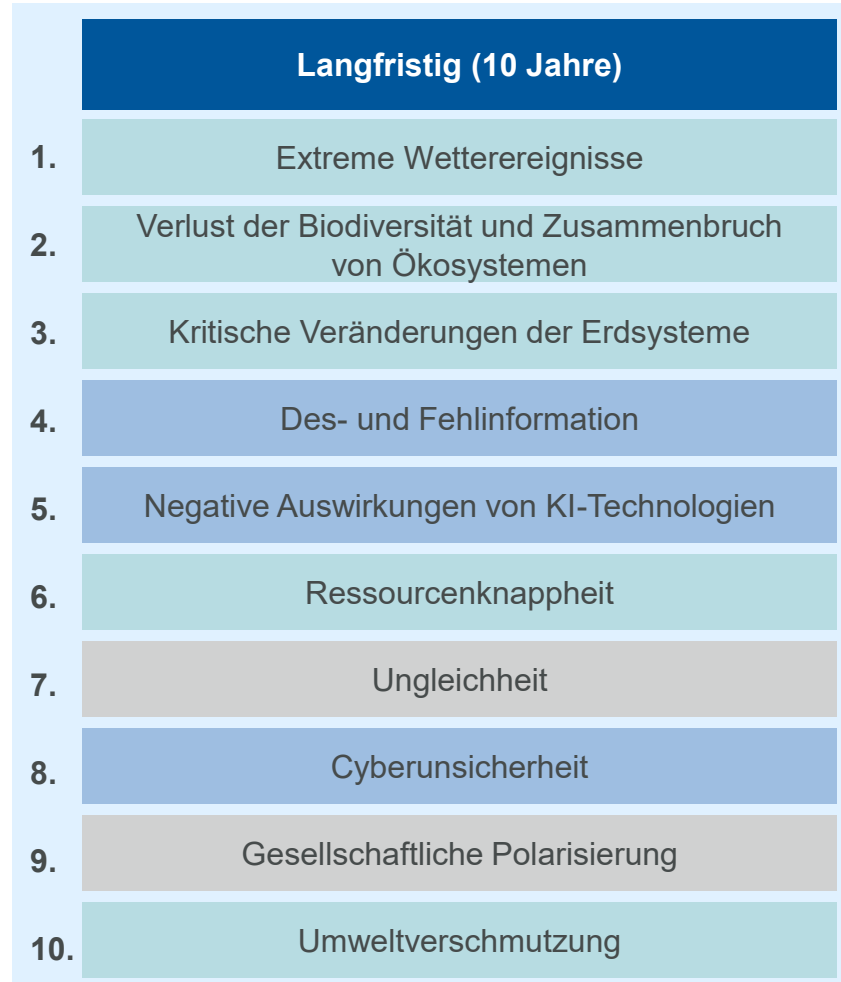 Langfristig (10 Jahre)
1. Extreme Wetterereignisse
2. Verlust der Biodiversität und Zusammenbruch
von Ökosystemen
3. Kritische Veränderungen der Erdsysteme
4. Des- und Fehlinformation
5. Negative Auswirkungen von KI-Technologien
6. Ressourcenknappheit
7. Ungleichheit
8. Cyberunsicherheit
9. Gesellschaftliche Polarisierung
10. Umweltverschmutzung